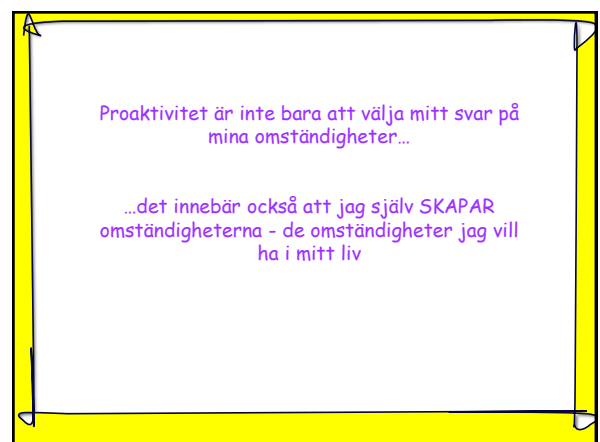 Proaktivitet är inte bara att välja mitt svar på
mina omständigheter…
…det innebär också att jag själv SKAPAR
omständigheterna - de omständigheter jag vill
ha i mitt liv